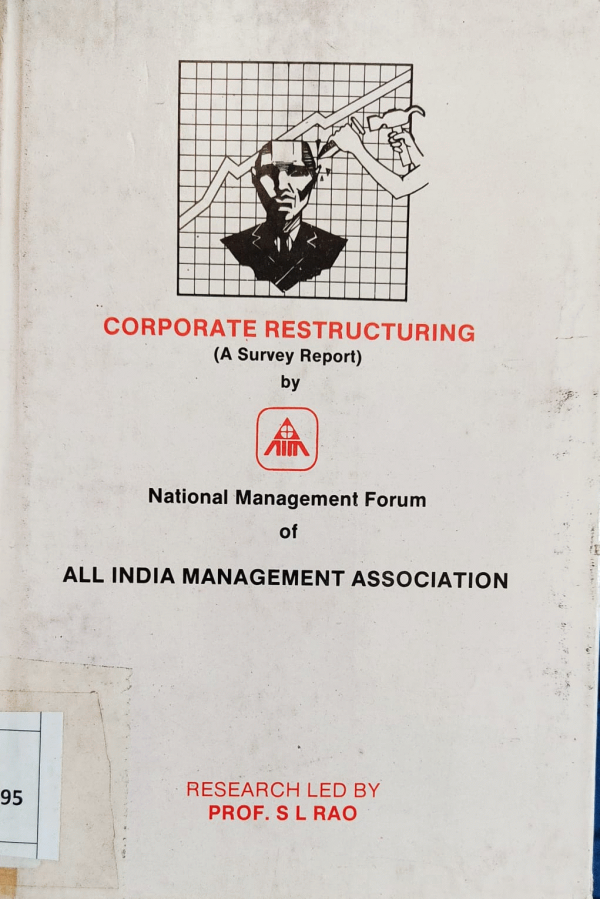 CORPORATE RESTRUCTURING
(A Survey Report)
by
AIM
National Management Forum
of
ALL INDIA MANAGEMENT ASSOCIATION
95
RESEARCH LED BY
PROF. S L RAO